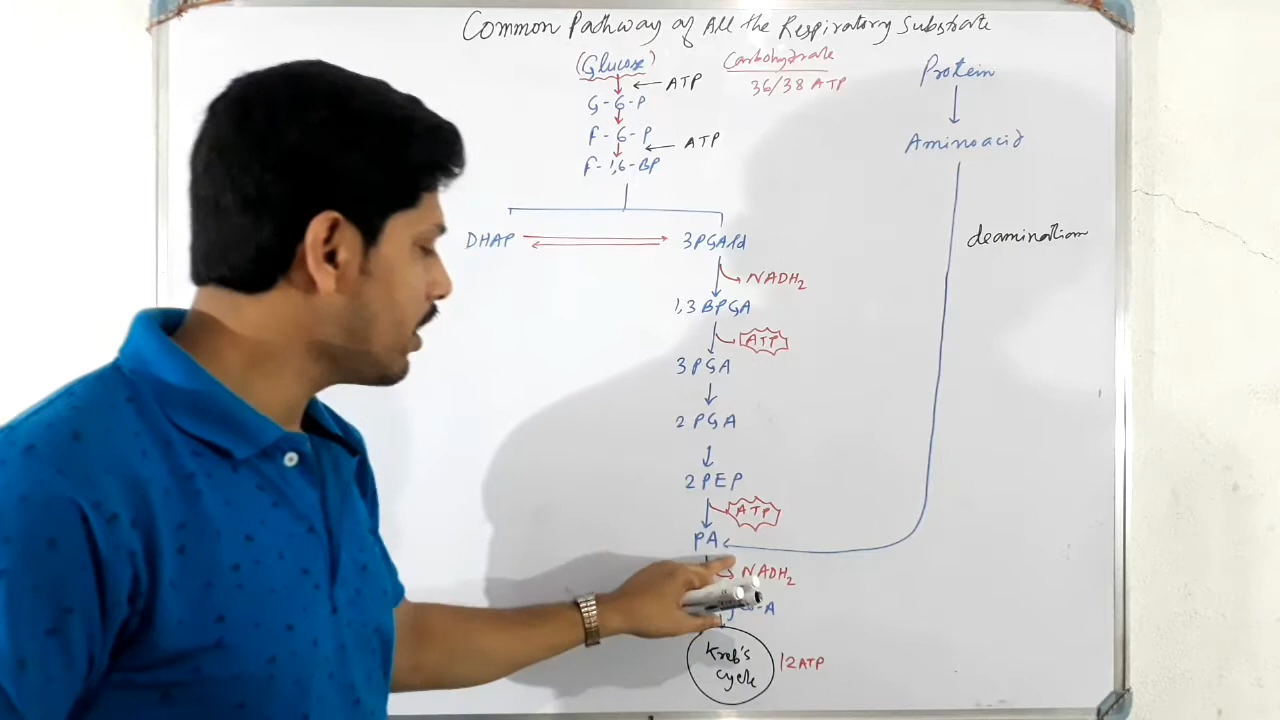 Common Pathway of All the Respiratory Substrate
(Glucose)
Carbohydrate
36/38 ATP
ATP
G-6-P
F-6-P
ATP
F-1,6-BP
DHAP
3PGAld
NADH2
1,3 BPGA
ATP
3PGA
2PGA
2PEP
ATP
PA
NADH2
Kreb's
cycle
12ATP
Protein
Aminoacid
deamination